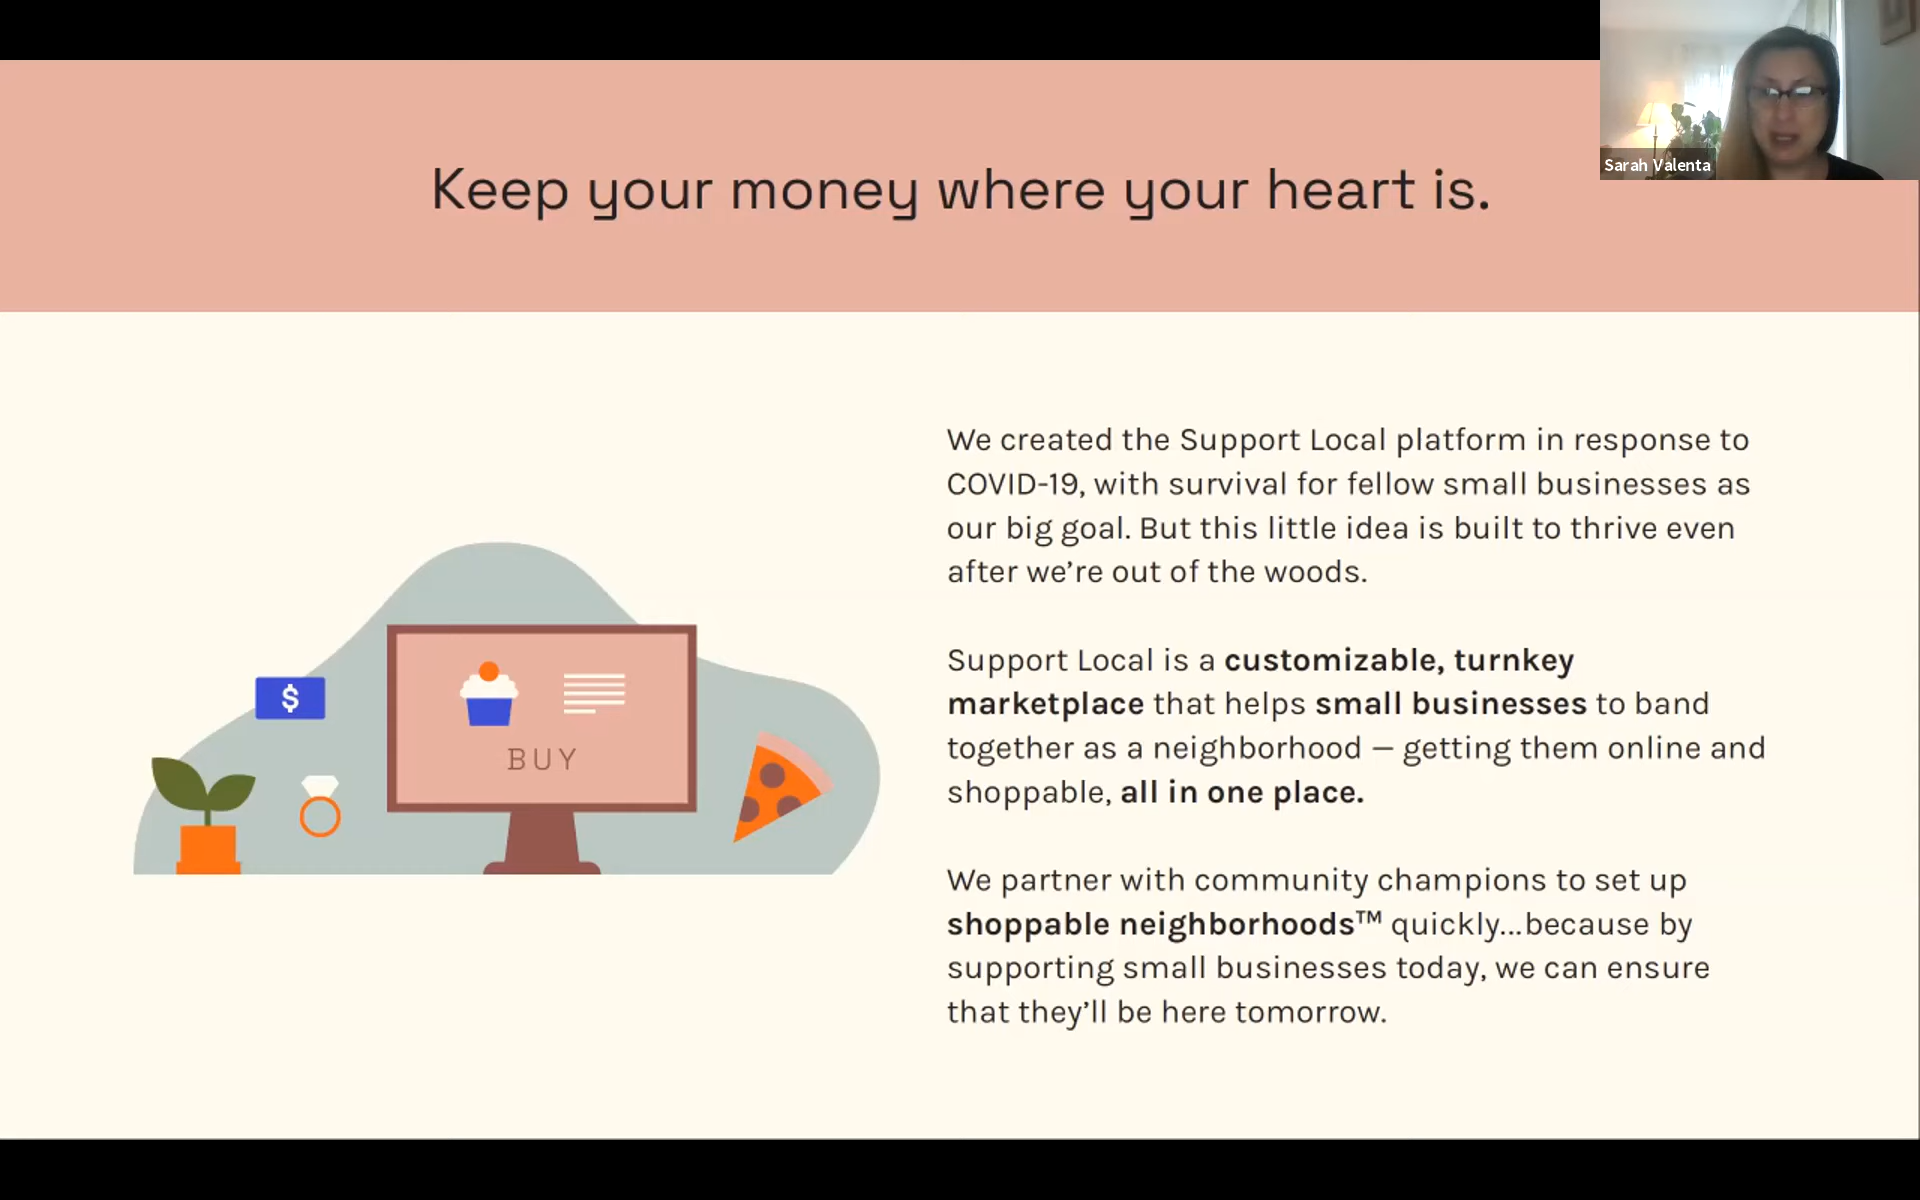 Sarah Valenta
Keep your money where your heart is.
We created the Support Local platform in response to
COVID-19, with survival for fellow small businesses as
our big goal. But this little idea is built to thrive even
after we’re out of the woods.
Support Local is a customizable, turnkey
marketplace that helps small businesses to band
together as a neighborhood — getting them online and
shoppable, all in one place.
We partner with community champions to set up
shoppable neighborhoods™ quickly...because by
supporting small businesses today, we can ensure
that they’ll be here tomorrow.
$
BUY